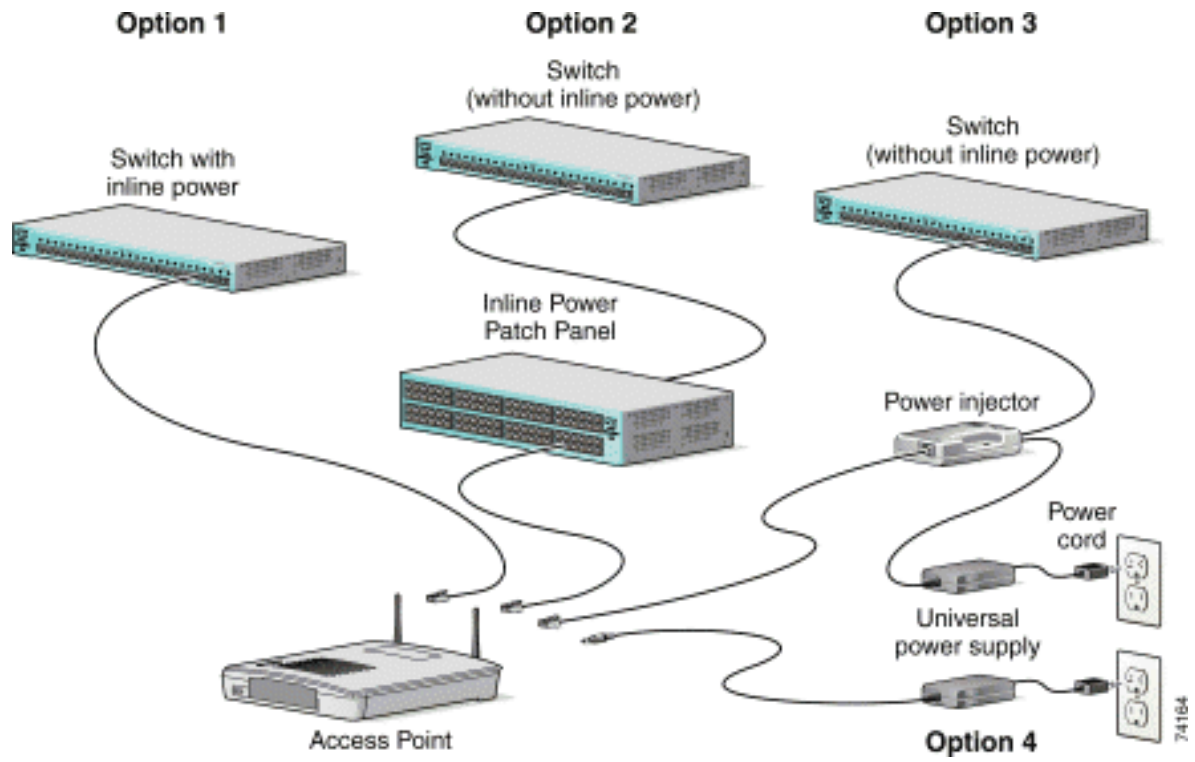 Option 1
Option 2
Option 3
Switch
(without inline power)
Switch
(without inline power)
Switch with
inline power
Inline Power
Patch Panel
Power injector
Power
cord
Universal
power supply
Access Point
Option 4
74164